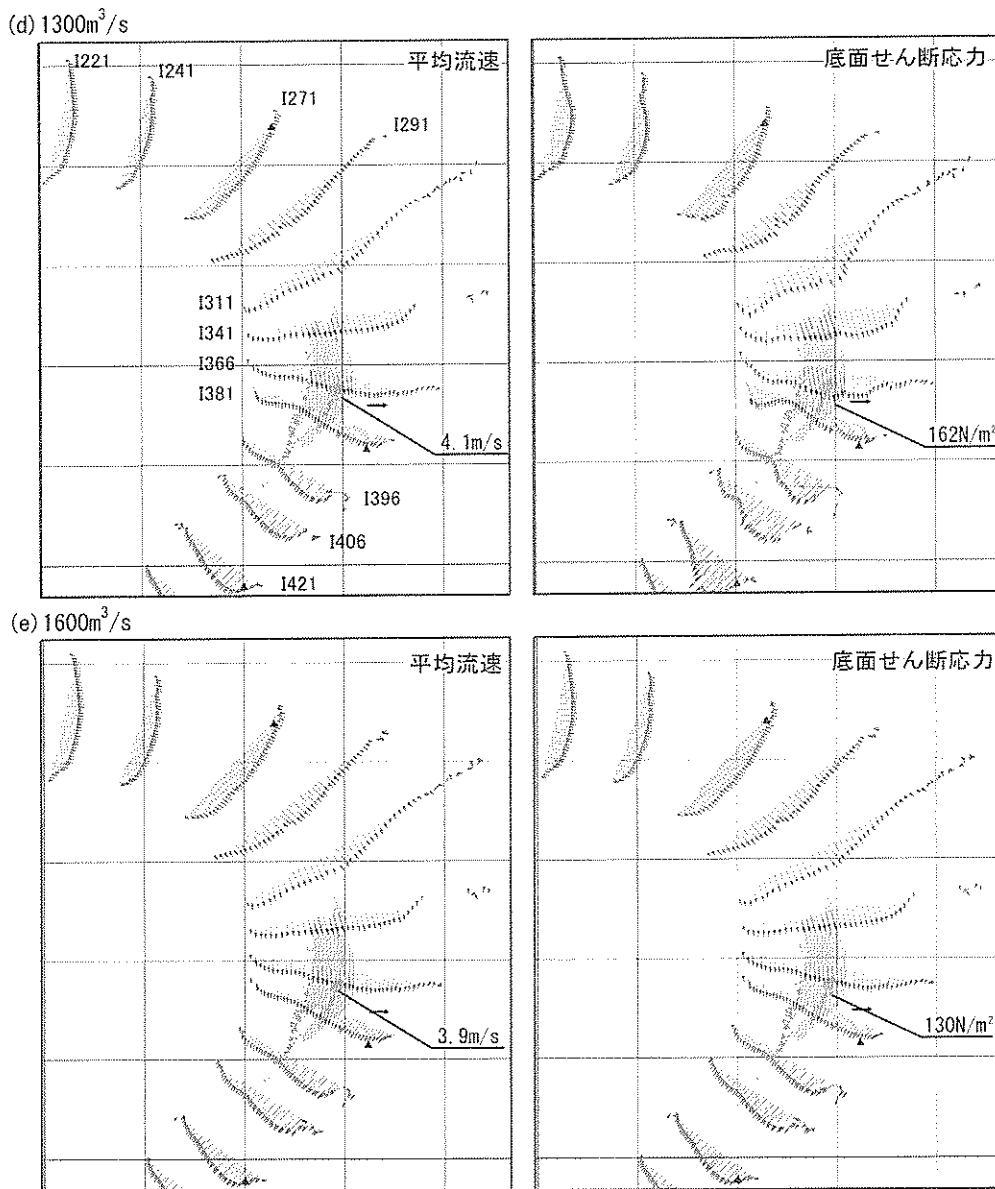 (d) 1300m³/s
平均流速
I221
I241
I271
I291
I311
I341
I366
I381
4.1m/s
I396
I406
I421
底面せん断応力
162N/m²
(e) 1600m³/s
平均流速
3.9m/s
底面せん断応力
130N/m²